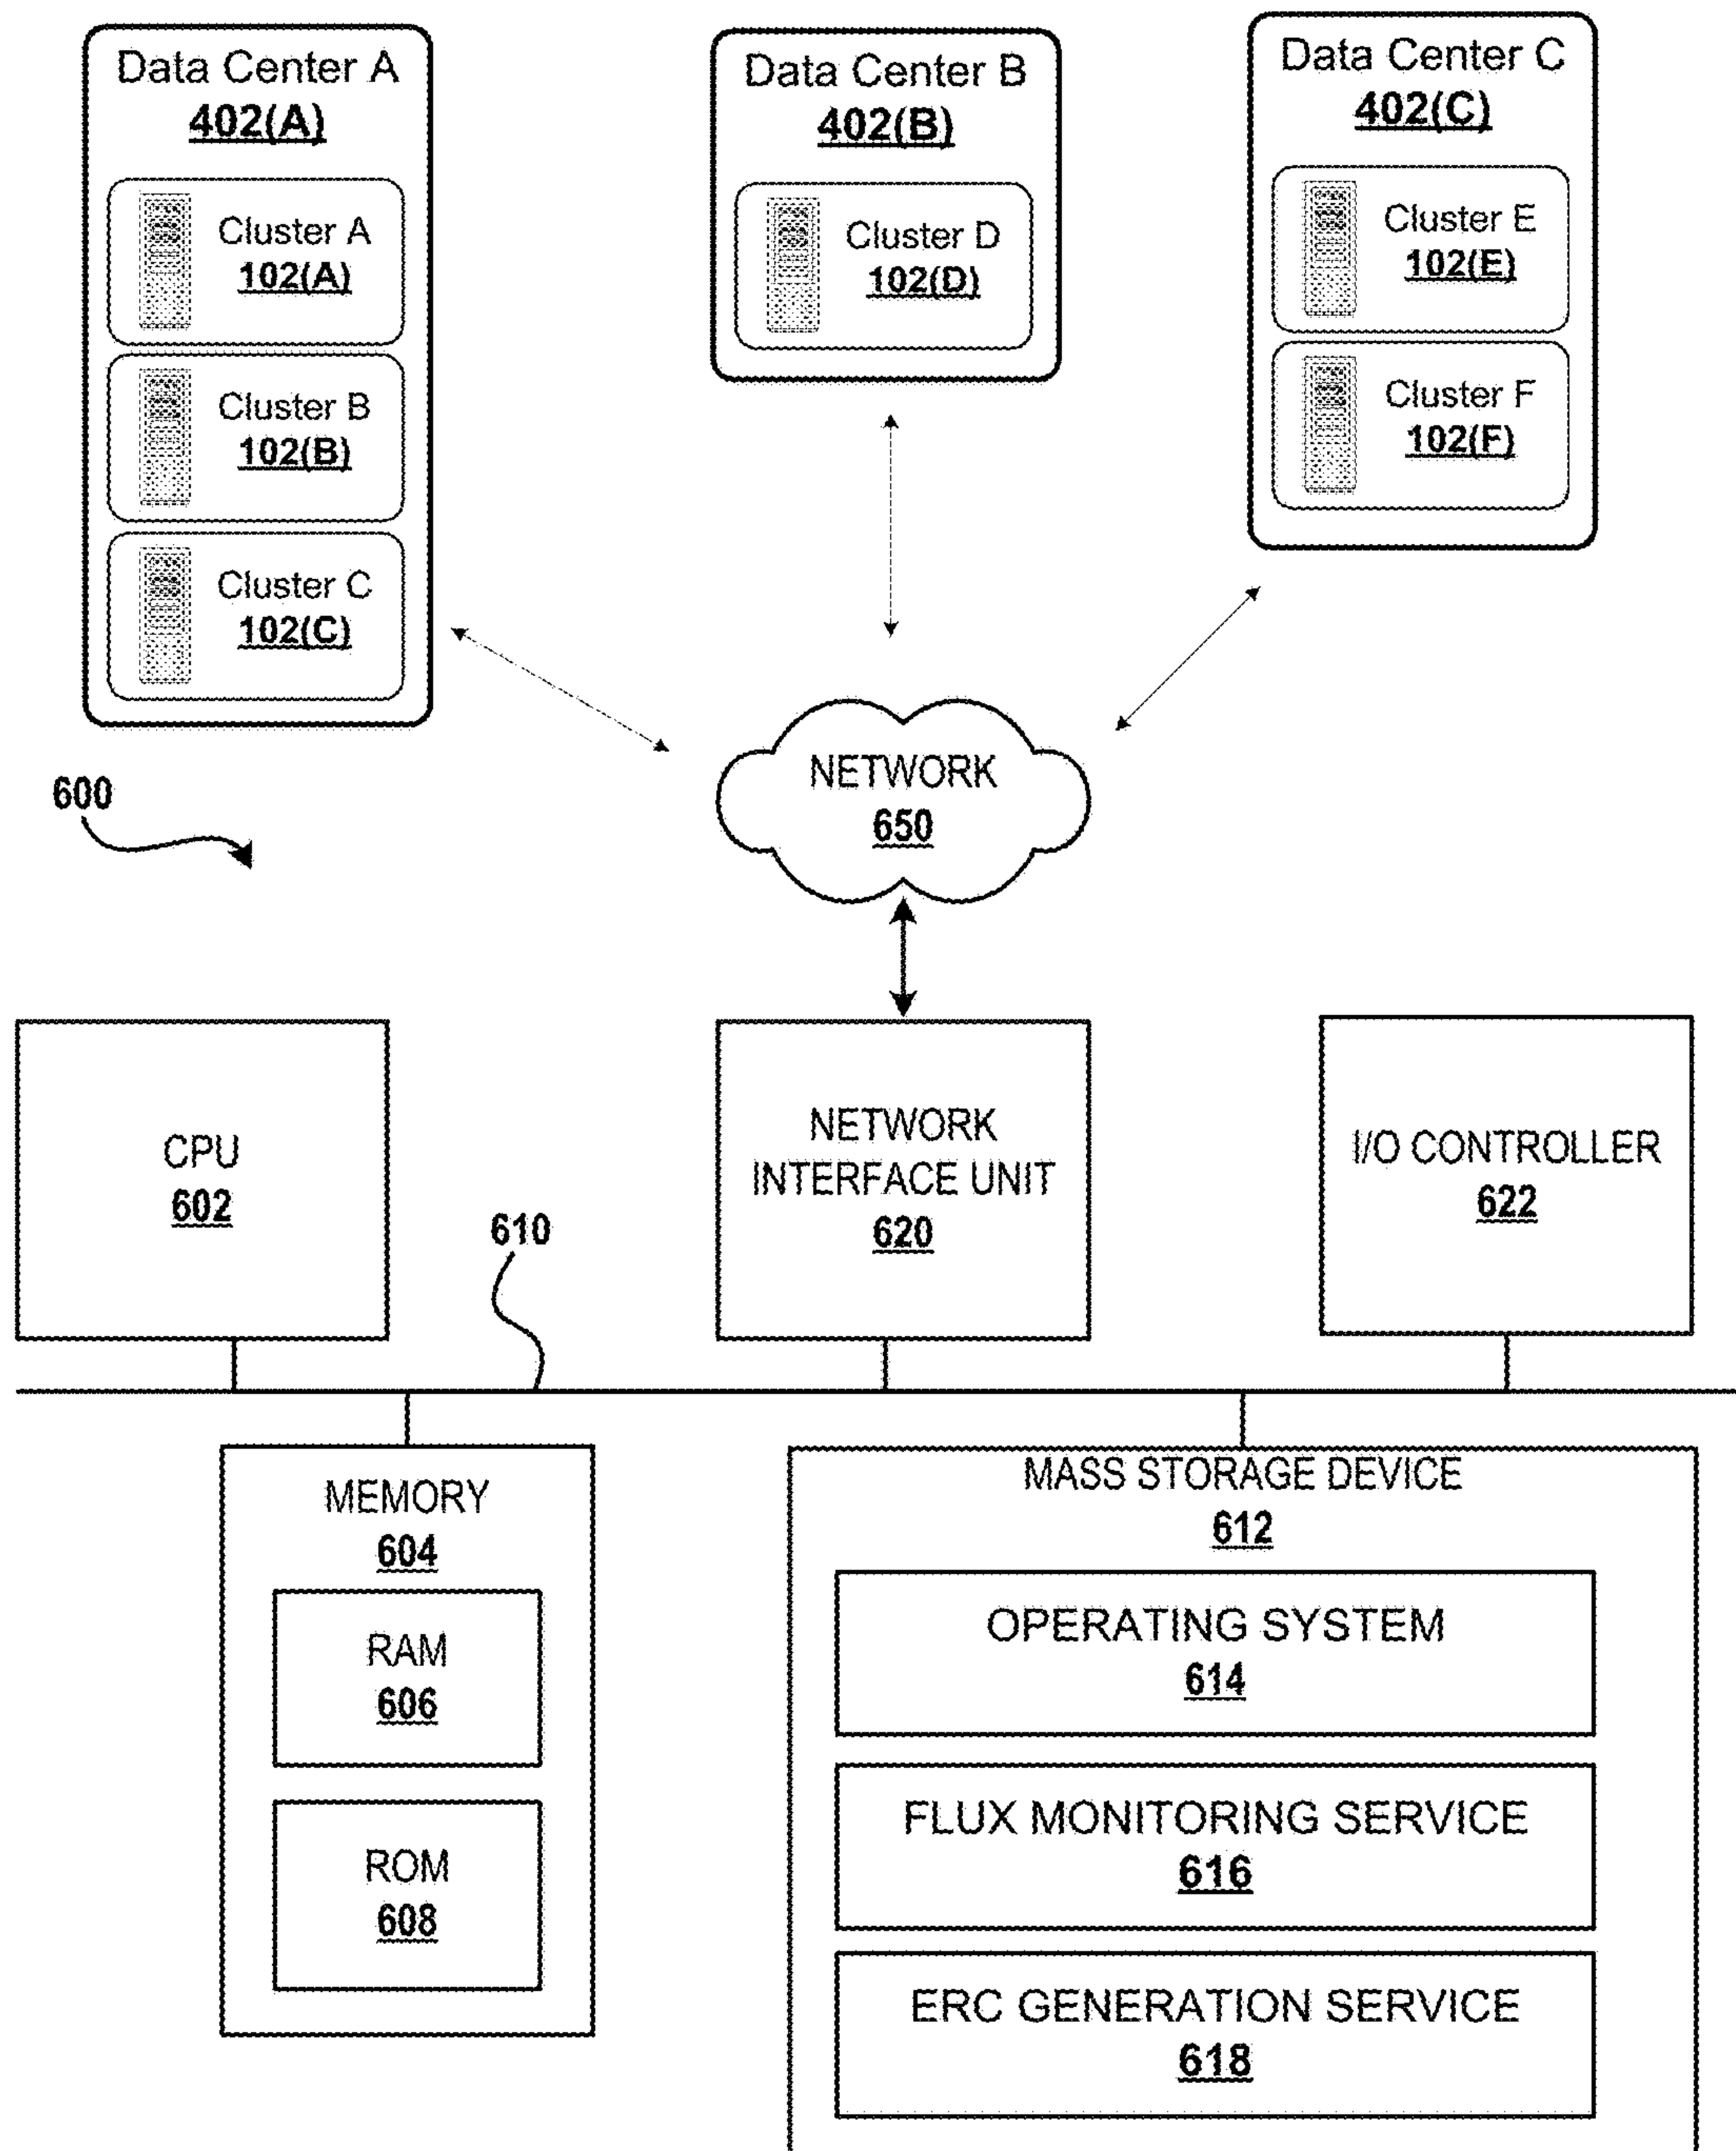 Data Center A
402(A)
Cluster A
102(A)
Cluster B
102(B)
Cluster C
102(C)
Data Center B
402(B)
Cluster D
102(D)
Data Center C
402(C)
Cluster E
102(E)
Cluster F
102(F)
600
NETWORK
650
CPU
602
NETWORK
INTERFACE UNIT
620
I/O CONTROLLER
622
610
MEMORY
604
RAM
606
ROM
608
MASS STORAGE DEVICE
612
OPERATING SYSTEM
614
FLUX MONITORING SERVICE
616
ERC GENERATION SERVICE
618